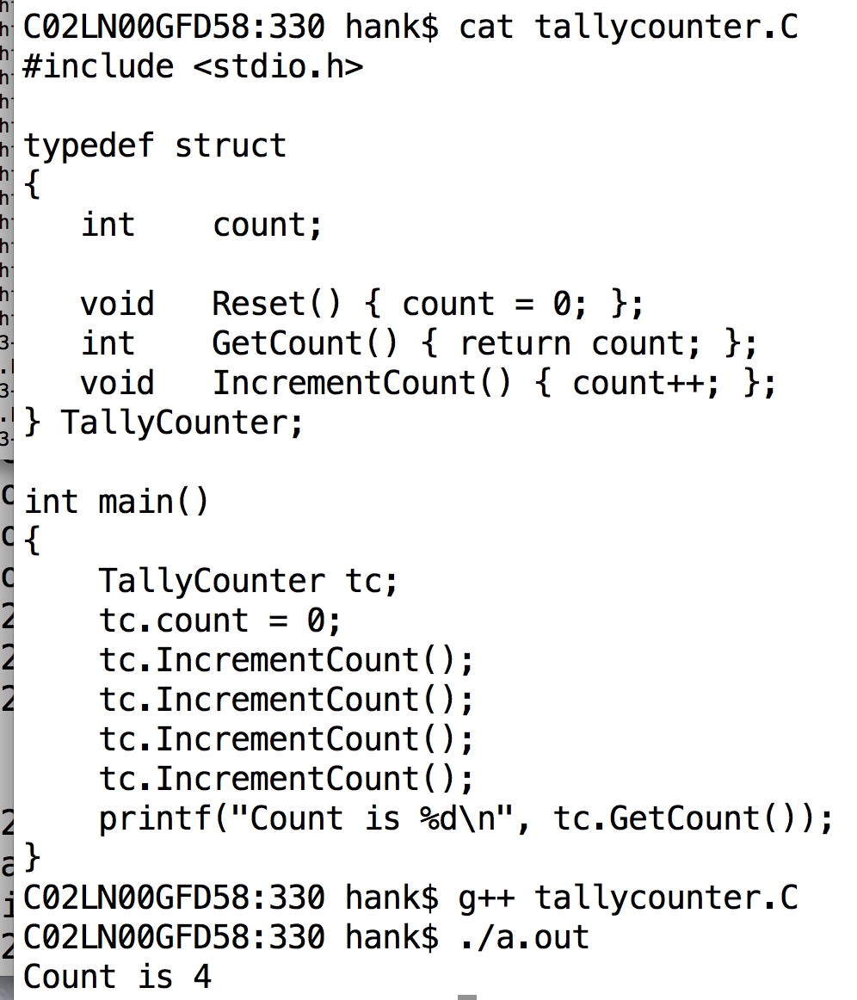 C02LN00GFD58:330 hank$ cat tallycounter.C
#include <stdio.h>

typedef struct
{
   int    count;

   void   Reset() { count = 0; };
   int    GetCount() { return count; };
   void   IncrementCount() { count++; };
} TallyCounter;

int main()
{
    TallyCounter tc;
    tc.count = 0;
    tc.IncrementCount();
    tc.IncrementCount();
    tc.IncrementCount();
    tc.IncrementCount();
    printf("Count is %d\n", tc.GetCount());
}
C02LN00GFD58:330 hank$ g++ tallycounter.C
C02LN00GFD58:330 hank$ ./a.out
Count is 4